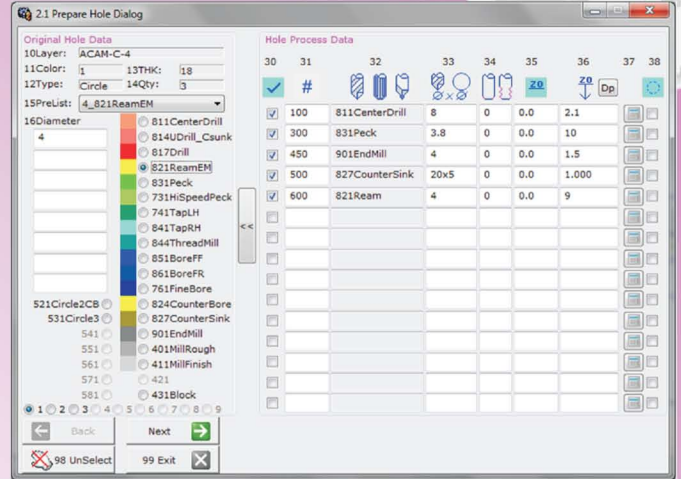 2.1 Prepare Hole Dialog
Original Hole Data
10Layer: ACAM-C-4
11Color: 1 13THK: 18
12Type: Circle 14Qty: 3
15PreList: 4_821ReamEM
16Diameter
4
811CenterDrill
814UDrill_Csunk
817Drill
821ReamEM
831Peck
731HiSpeedPeck
741TapLH
841TapRH
844ThreadMill
851BoreFF
861BoreFR
761FineBore
521Circle2CB 824CounterBore
531Circle3 827CounterSink
541 901EndMill
551 401MillRough
561 411MillFinish
571 421
581 431Block
1 2 3 4 5 6 7 8 9
Back Next
98 UnSelect 99 Exit
<<
Hole Process Data
30 31 32 33 34 35 36 37 38
# Ø×Ø Z0 Z0 Dp
100 811CenterDrill 8 0 0.0 2.1
300 831Peck 3.8 0 0.0 10
450 901EndMill 4 0 0.0 1.5
500 827CounterSink 20x5 0 0.0 1.000
600 821Ream 4 0 0.0 9